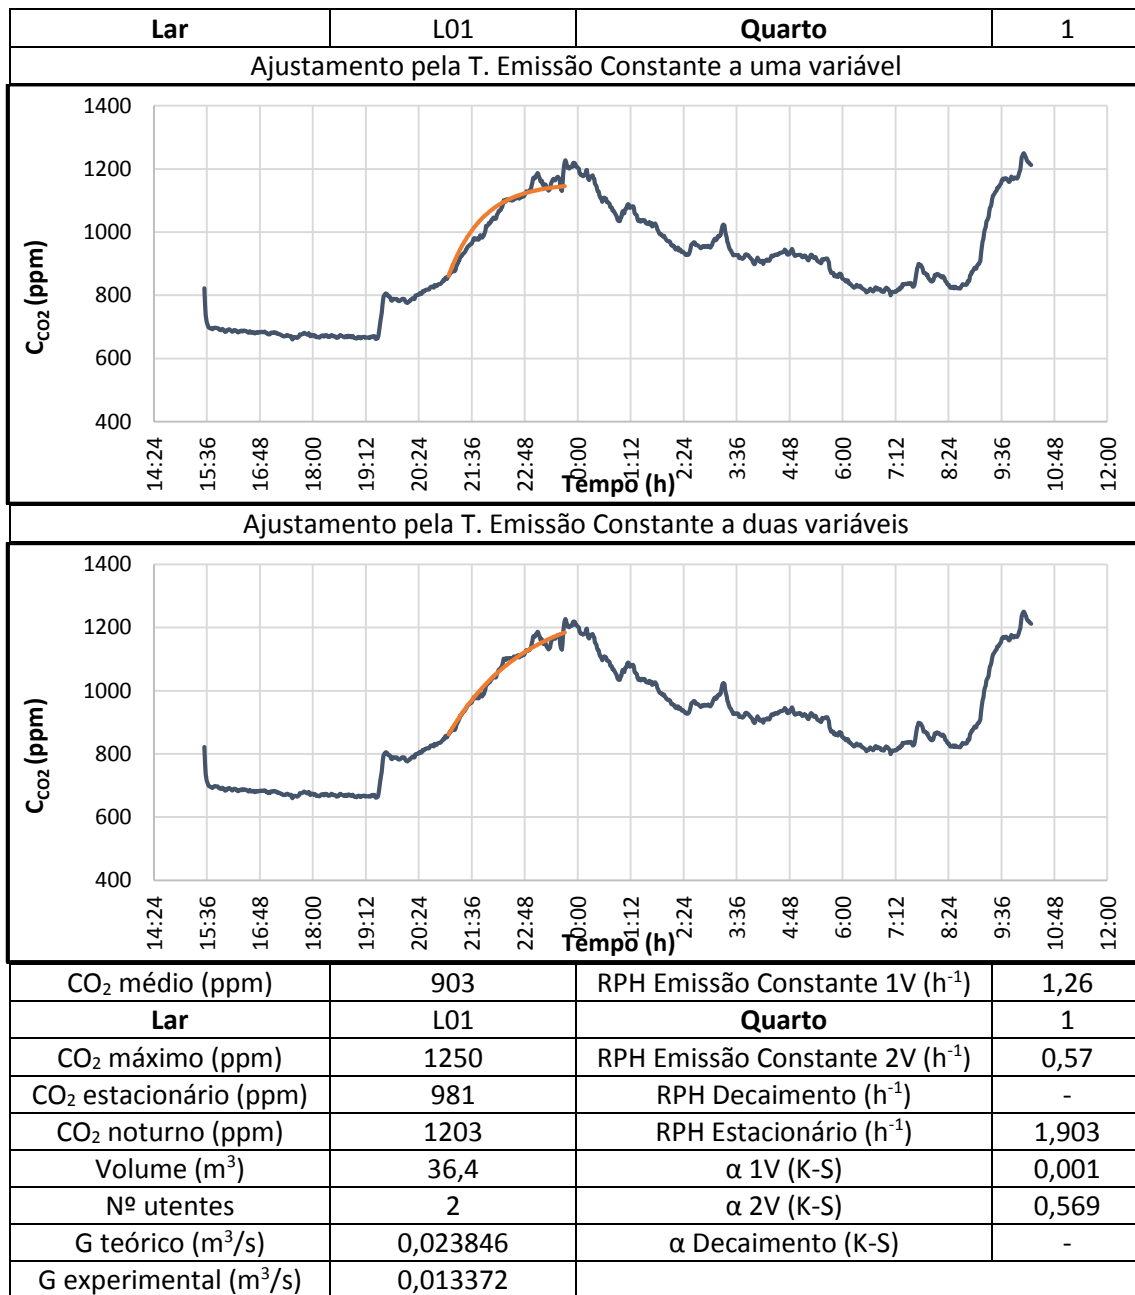 Lar L01 Quarto 1
Ajustamento pela T. Emissão Constante a uma variável
1400
1200
1000
800
600
400
C_CO2 (ppm)
14:24 15:36 16:48 18:00 19:12 20:24 21:36 22:48 0:00 1:12 2:24 3:36 4:48 6:00 7:12 8:24 9:36 10:48 12:00
Tempo (h)
Ajustamento pela T. Emissão Constante a duas variáveis
1400
1200
1000
800
600
400
C_CO2 (ppm)
14:24 15:36 16:48 18:00 19:12 20:24 21:36 22:48 0:00 1:12 2:24 3:36 4:48 6:00 7:12 8:24 9:36 10:48 12:00
Tempo (h)
CO₂ médio (ppm) 903 RPH Emissão Constante 1V (h⁻¹) 1,26
Lar L01 Quarto 1
CO₂ máximo (ppm) 1250 RPH Emissão Constante 2V (h⁻¹) 0,57
CO₂ estacionário (ppm) 981 RPH Decaimento (h⁻¹) -
CO₂ noturno (ppm) 1203 RPH Estacionário (h⁻¹) 1,903
Volume (m³) 36,4 α 1V (K-S) 0,001
Nº utentes 2 α 2V (K-S) 0,569
G teórico (m³/s) 0,023846 α Decaimento (K-S) -
G experimental (m³/s) 0,013372